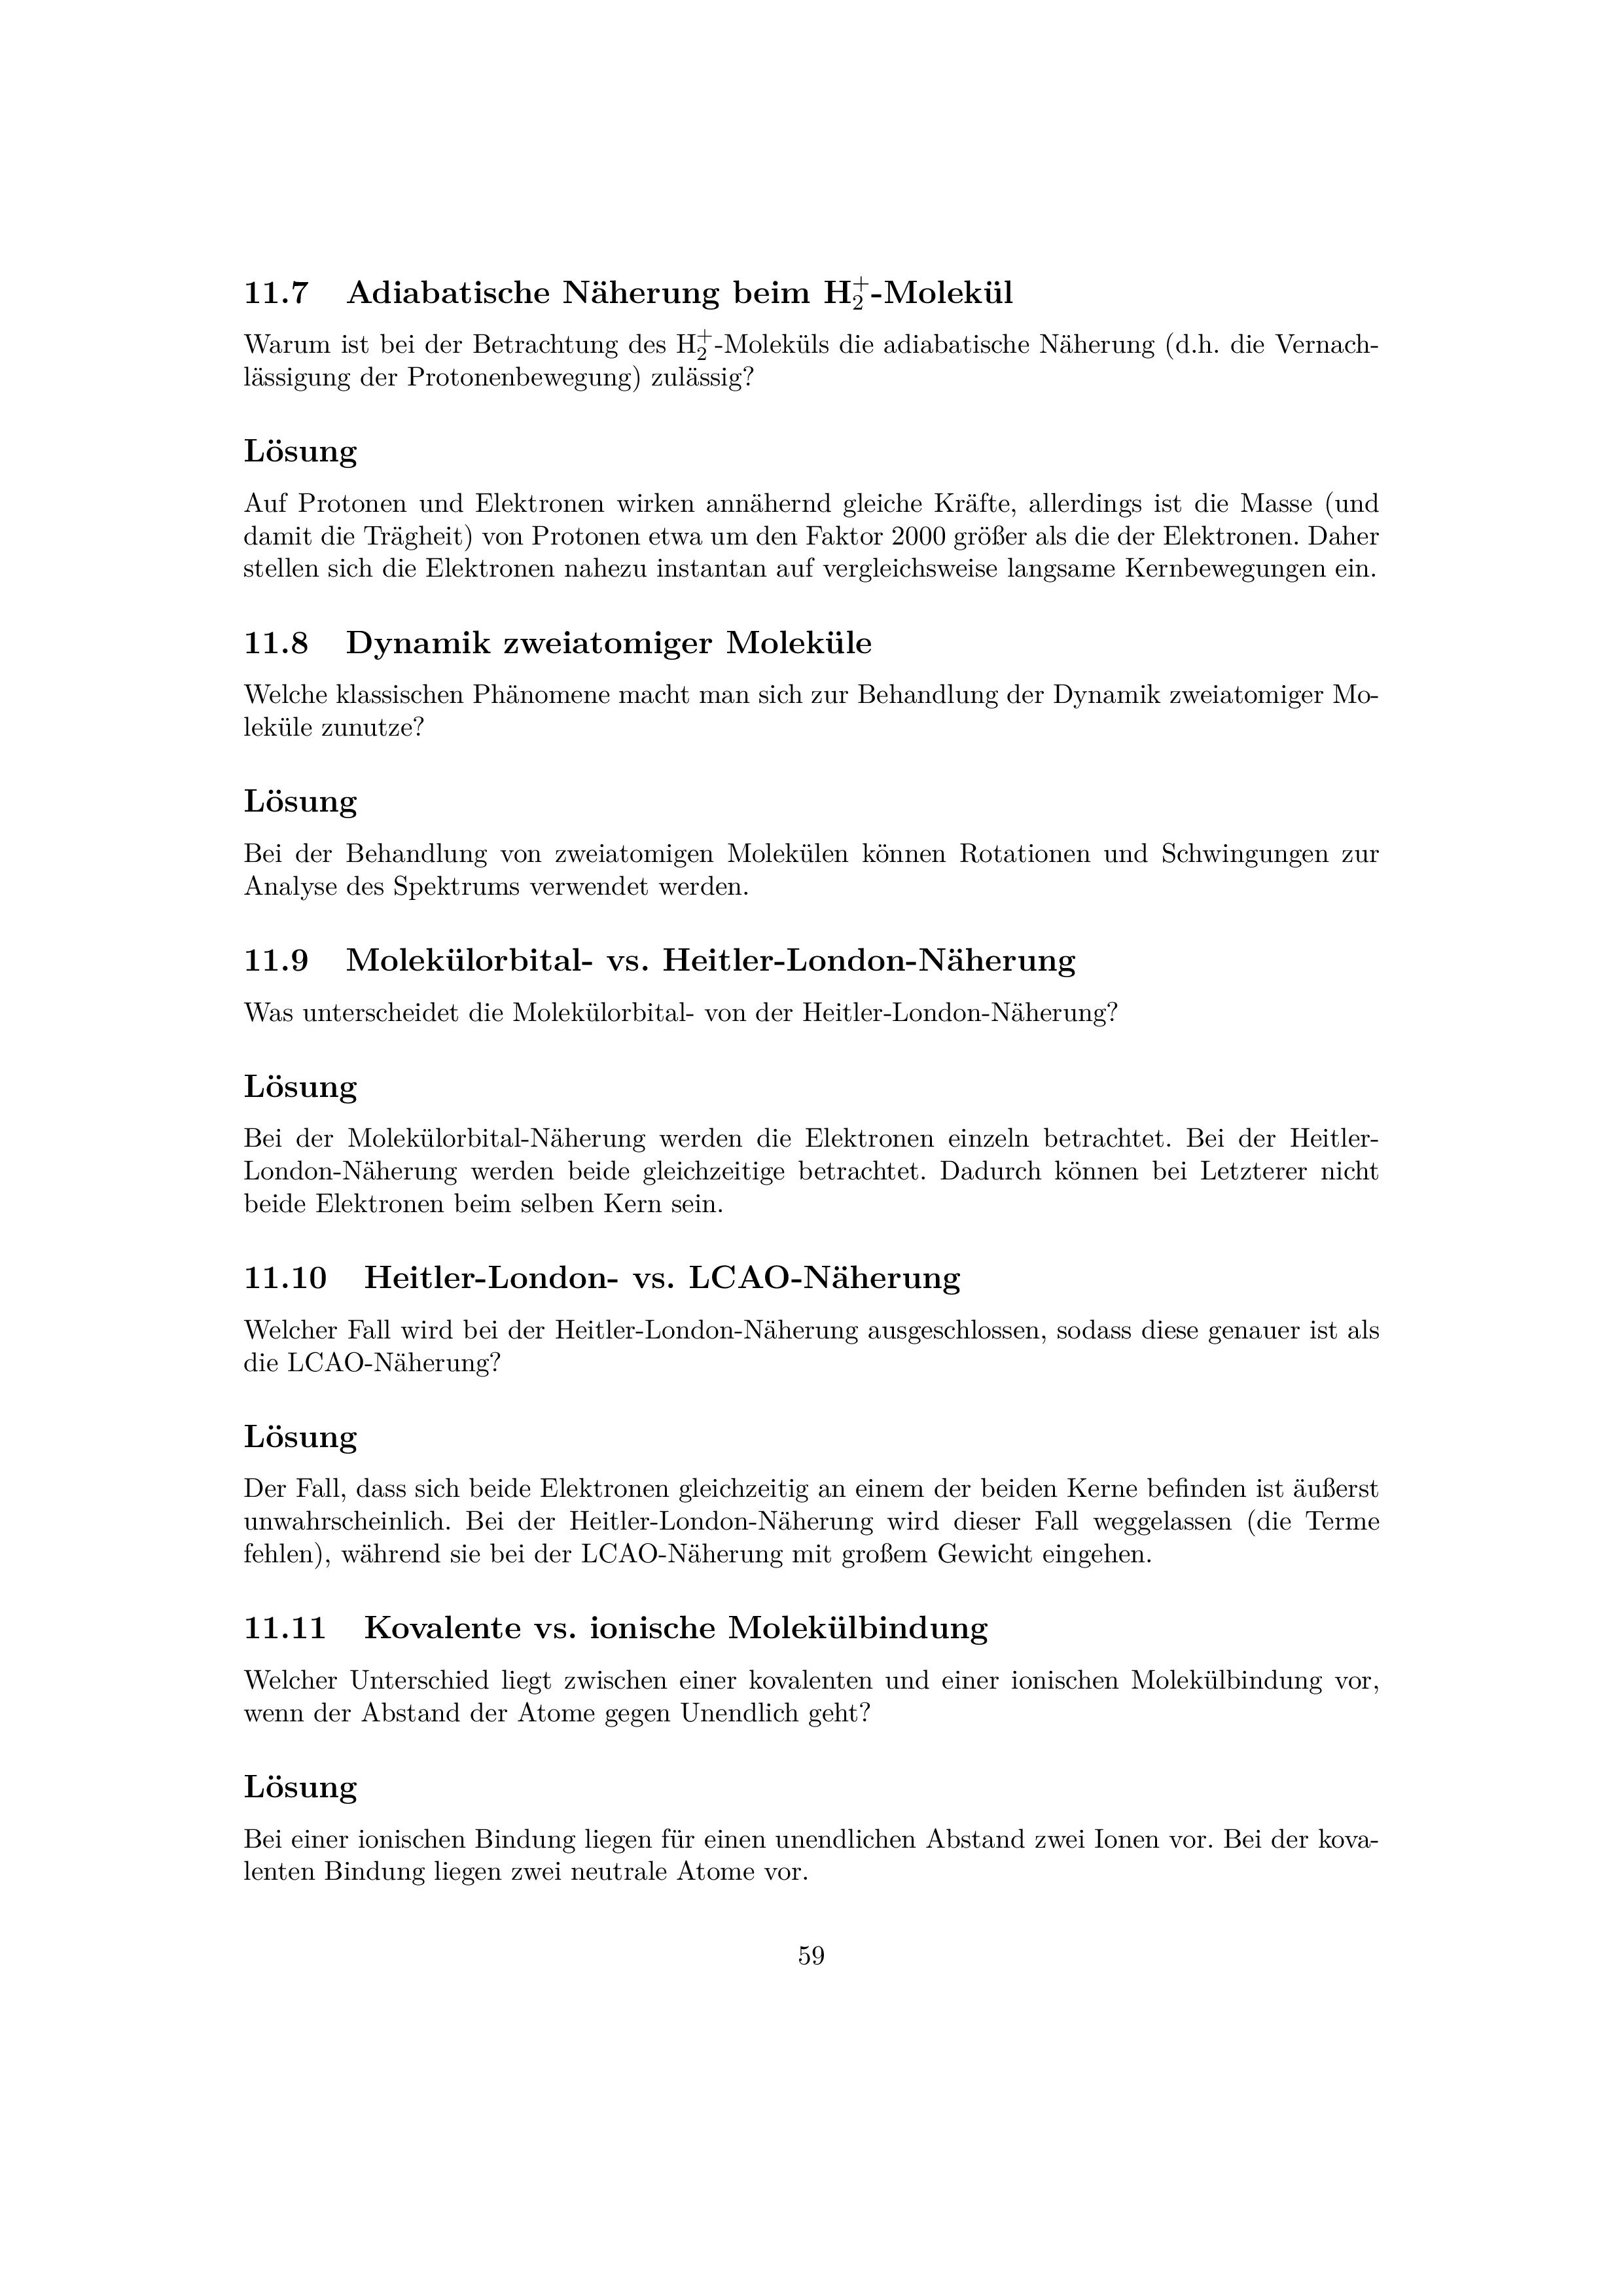 11.7 Adiabatische Näherung beim H₂⁺-Molekül
Warum ist bei der Betrachtung des H₂⁺-Moleküls die adiabatische Näherung (d.h. die Vernach-
lässigung der Protonenbewegung) zulässig?
Lösung
Auf Protonen und Elektronen wirken annähernd gleiche Kräfte, allerdings ist die Masse (und
damit die Trägheit) von Protonen etwa um den Faktor 2000 größer als die der Elektronen. Daher
stellen sich die Elektronen nahezu instantan auf vergleichsweise langsame Kernbewegungen ein.
11.8 Dynamik zweiatomiger Moleküle
Welche klassischen Phänomene macht man sich zur Behandlung der Dynamik zweiatomiger Mo-
leküle zunutze?
Lösung
Bei der Behandlung von zweiatomigen Molekülen können Rotationen und Schwingungen zur
Analyse des Spektrums verwendet werden.
11.9 Molekülorbital- vs. Heitler-London-Näherung
Was unterscheidet die Molekülorbital- von der Heitler-London-Näherung?
Lösung
Bei der Molekülorbital-Näherung werden die Elektronen einzeln betrachtet. Bei der Heitler-
London-Näherung werden beide gleichzeitige betrachtet. Dadurch können bei Letzterer nicht
beide Elektronen beim selben Kern sein.
11.10 Heitler-London- vs. LCAO-Näherung
Welcher Fall wird bei der Heitler-London-Näherung ausgeschlossen, sodass diese genauer ist als
die LCAO-Näherung?
Lösung
Der Fall, dass sich beide Elektronen gleichzeitig an einem der beiden Kerne befinden ist äußerst
unwahrscheinlich. Bei der Heitler-London-Näherung wird dieser Fall weggelassen (die Terme
fehlen), während sie bei der LCAO-Näherung mit großem Gewicht eingehen.
11.11 Kovalente vs. ionische Molekülbindung
Welcher Unterschied liegt zwischen einer kovalenten und einer ionischen Molekülbindung vor,
wenn der Abstand der Atome gegen Unendlich geht?
Lösung
Bei einer ionischen Bindung liegen für einen unendlichen Abstand zwei Ionen vor. Bei der kova-
lenten Bindung liegen zwei neutrale Atome vor.
59